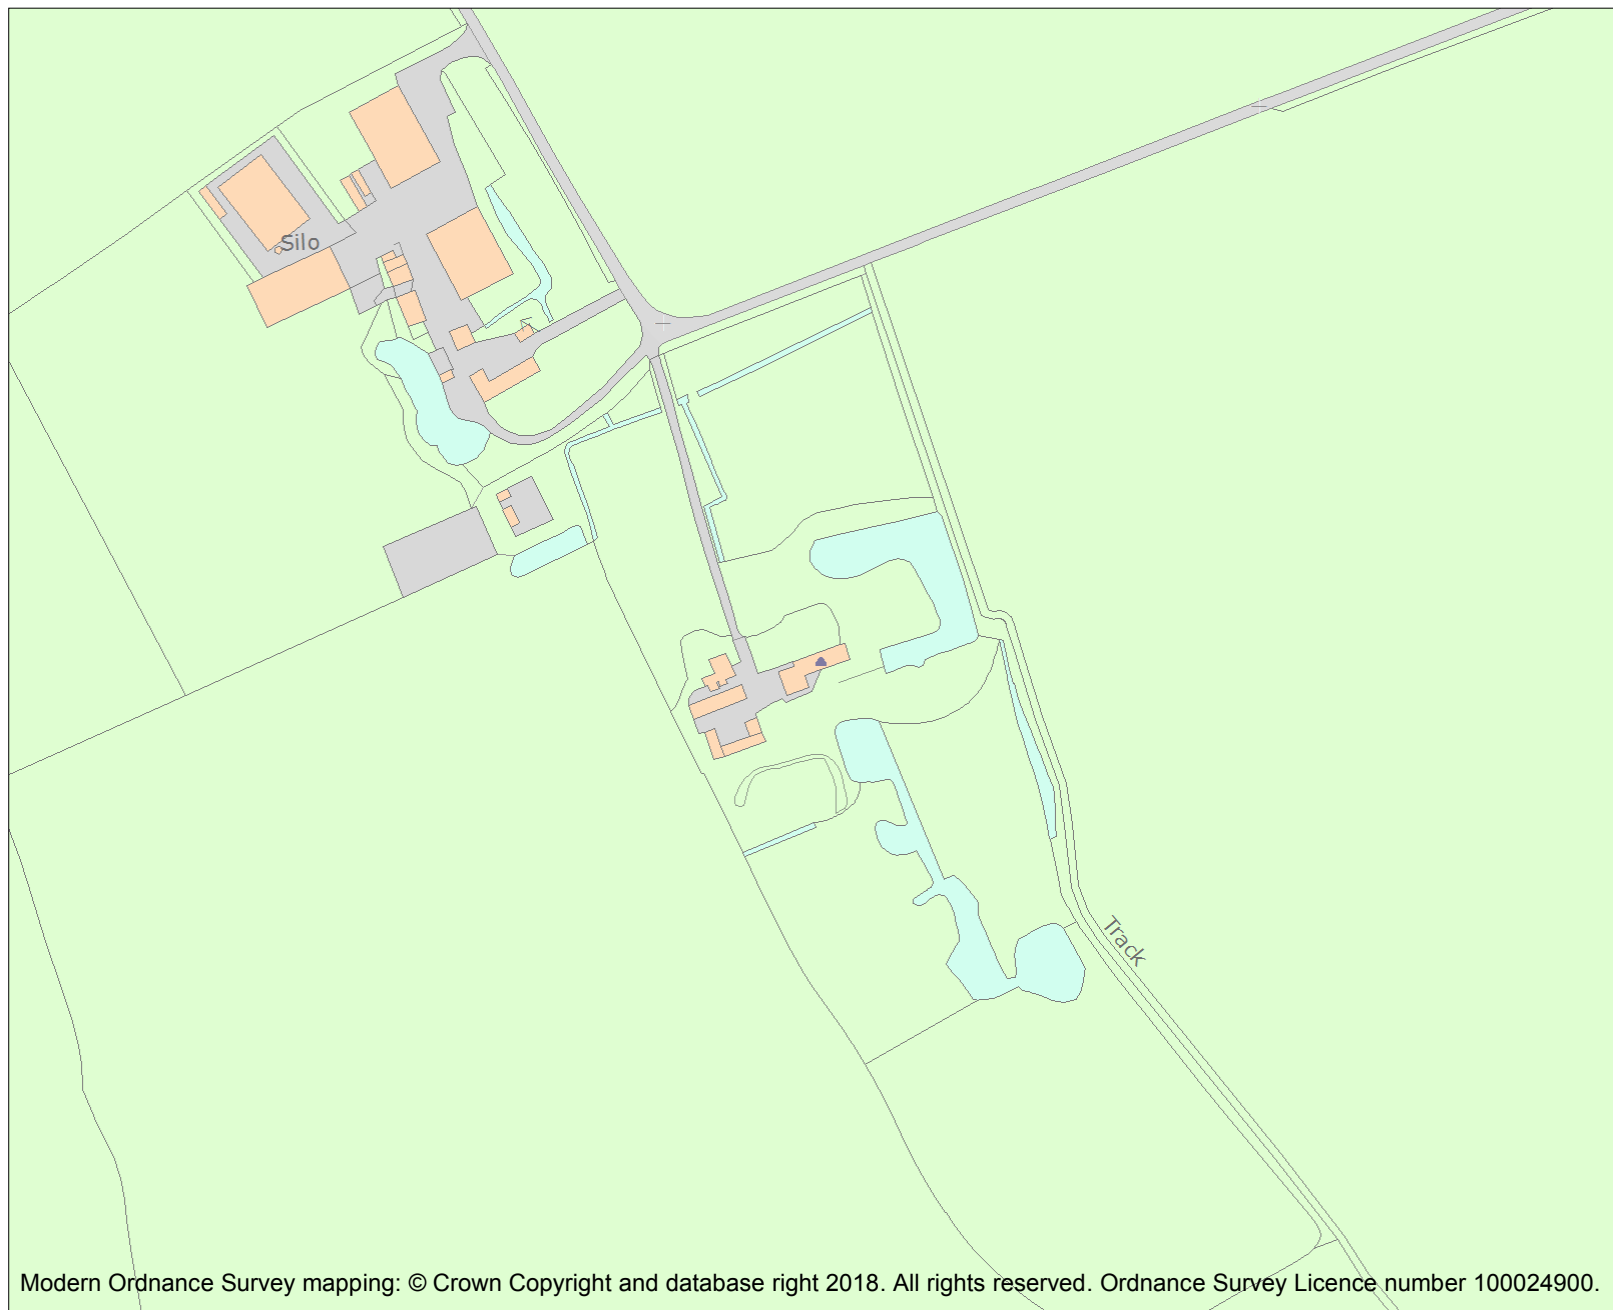 Silo
Track
Modern Ordnance Survey mapping: © Crown Copyright and database right 2018. All rights reserved. Ordnance Survey Licence number 100024900.